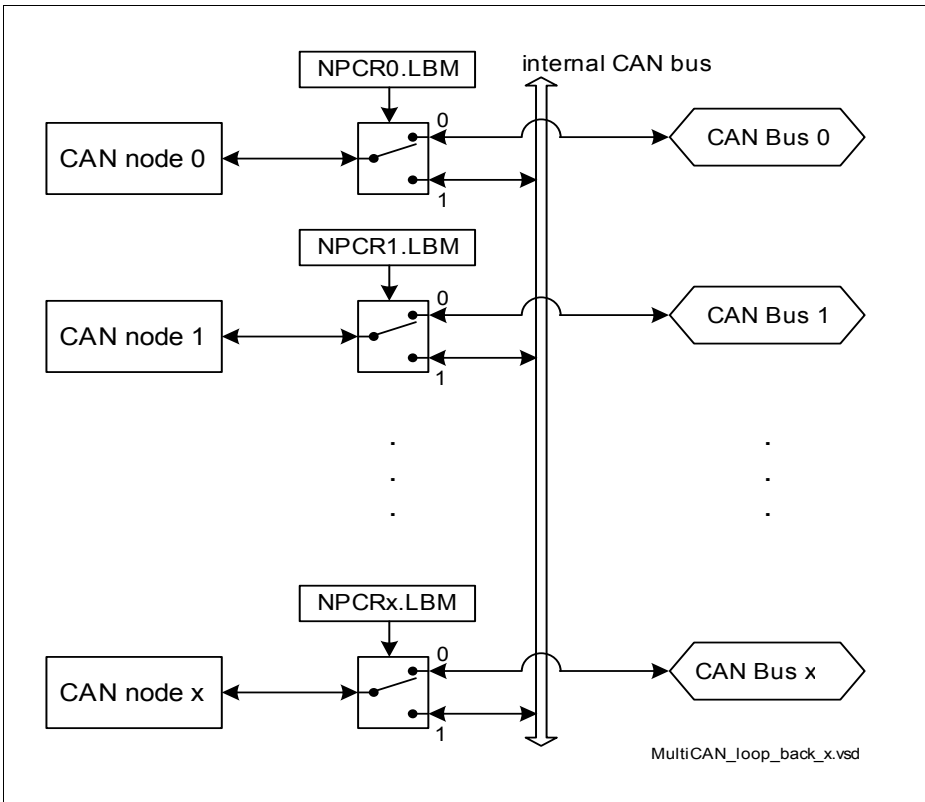 NPCR0.LBM
internal CAN bus
0
CAN node 0
CAN Bus 0
1
NPCR1.LBM
0
CAN node 1
CAN Bus 1
1
.
.
.
.
.
.
NPCRx.LBM
0
CAN node x
CAN Bus x
1
MultiCAN_loop_back_x.vsd